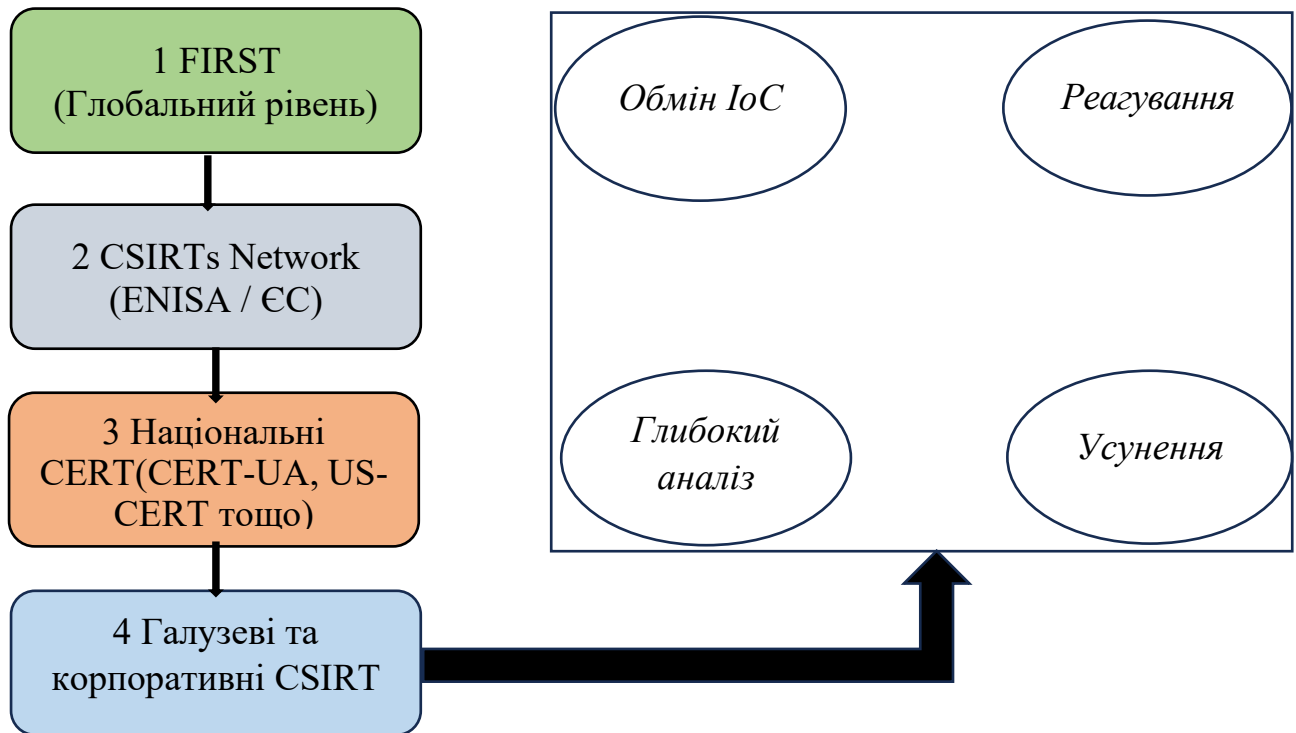 1 FIRST
(Глобальний рівень)
2 CSIRTs Network
(ENISA / ЄС)
3 Національні
CERT(CERT-UA, US-
CERT тощо)
4 Галузеві та
корпоративні CSIRT
Обмін IoC
Реагування
Глибокий
аналіз
Усунення